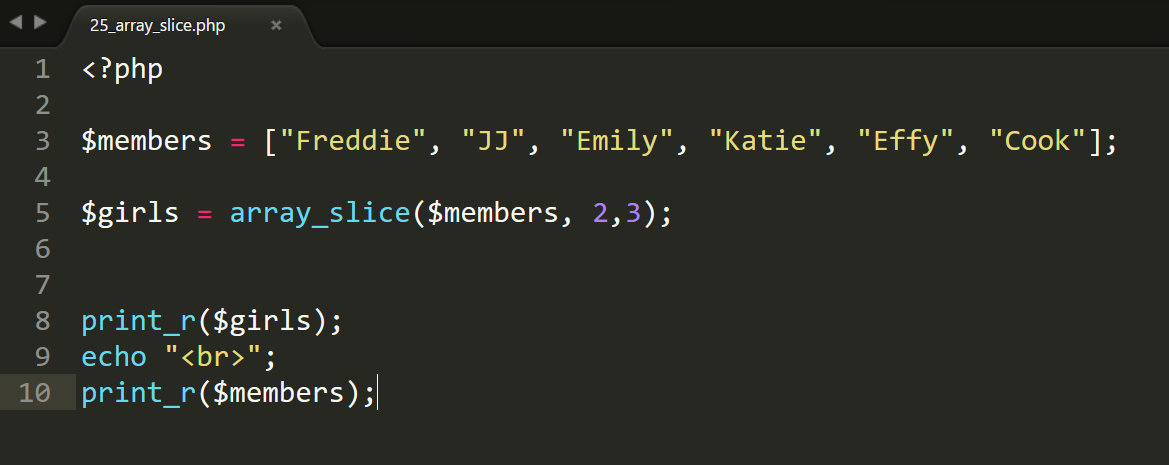 25_array_slice.php ×
1 <?php
2
3 $members = ["Freddie", "JJ", "Emily", "Katie", "Effy", "Cook"];
4
5 $girls = array_slice($members, 2,3);
6
7
8 print_r($girls);
9 echo "<br>";
10 print_r($members);